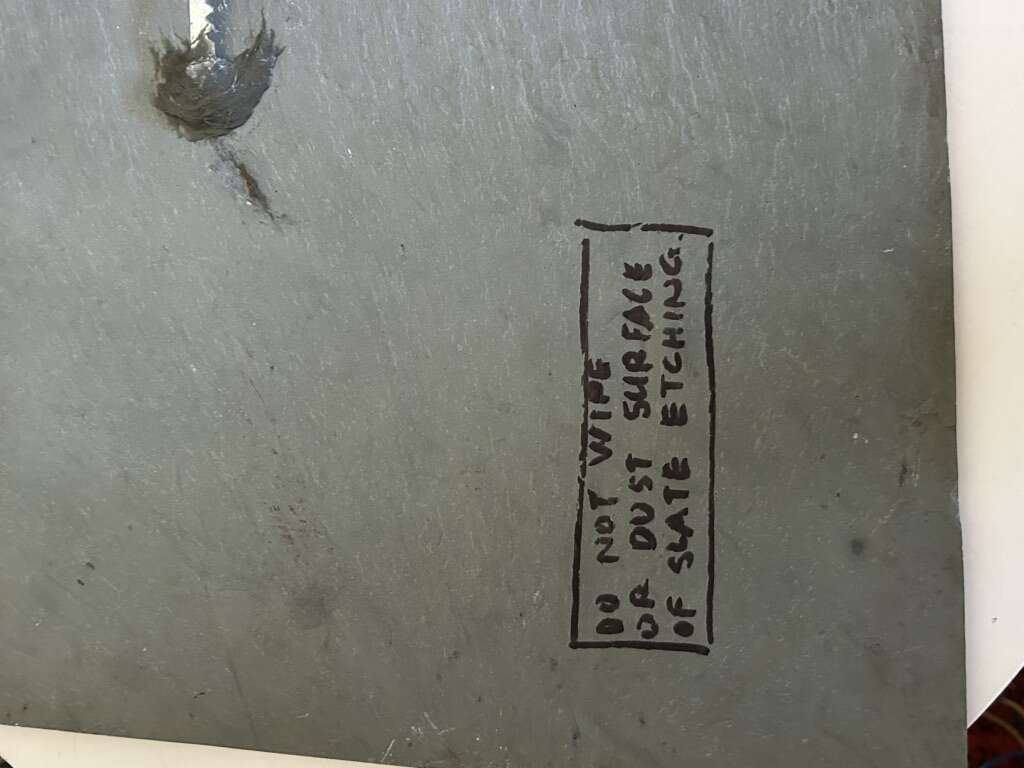 DO NOT WIPE
OR DUST SURFACE
OF SLATE ETCHING.